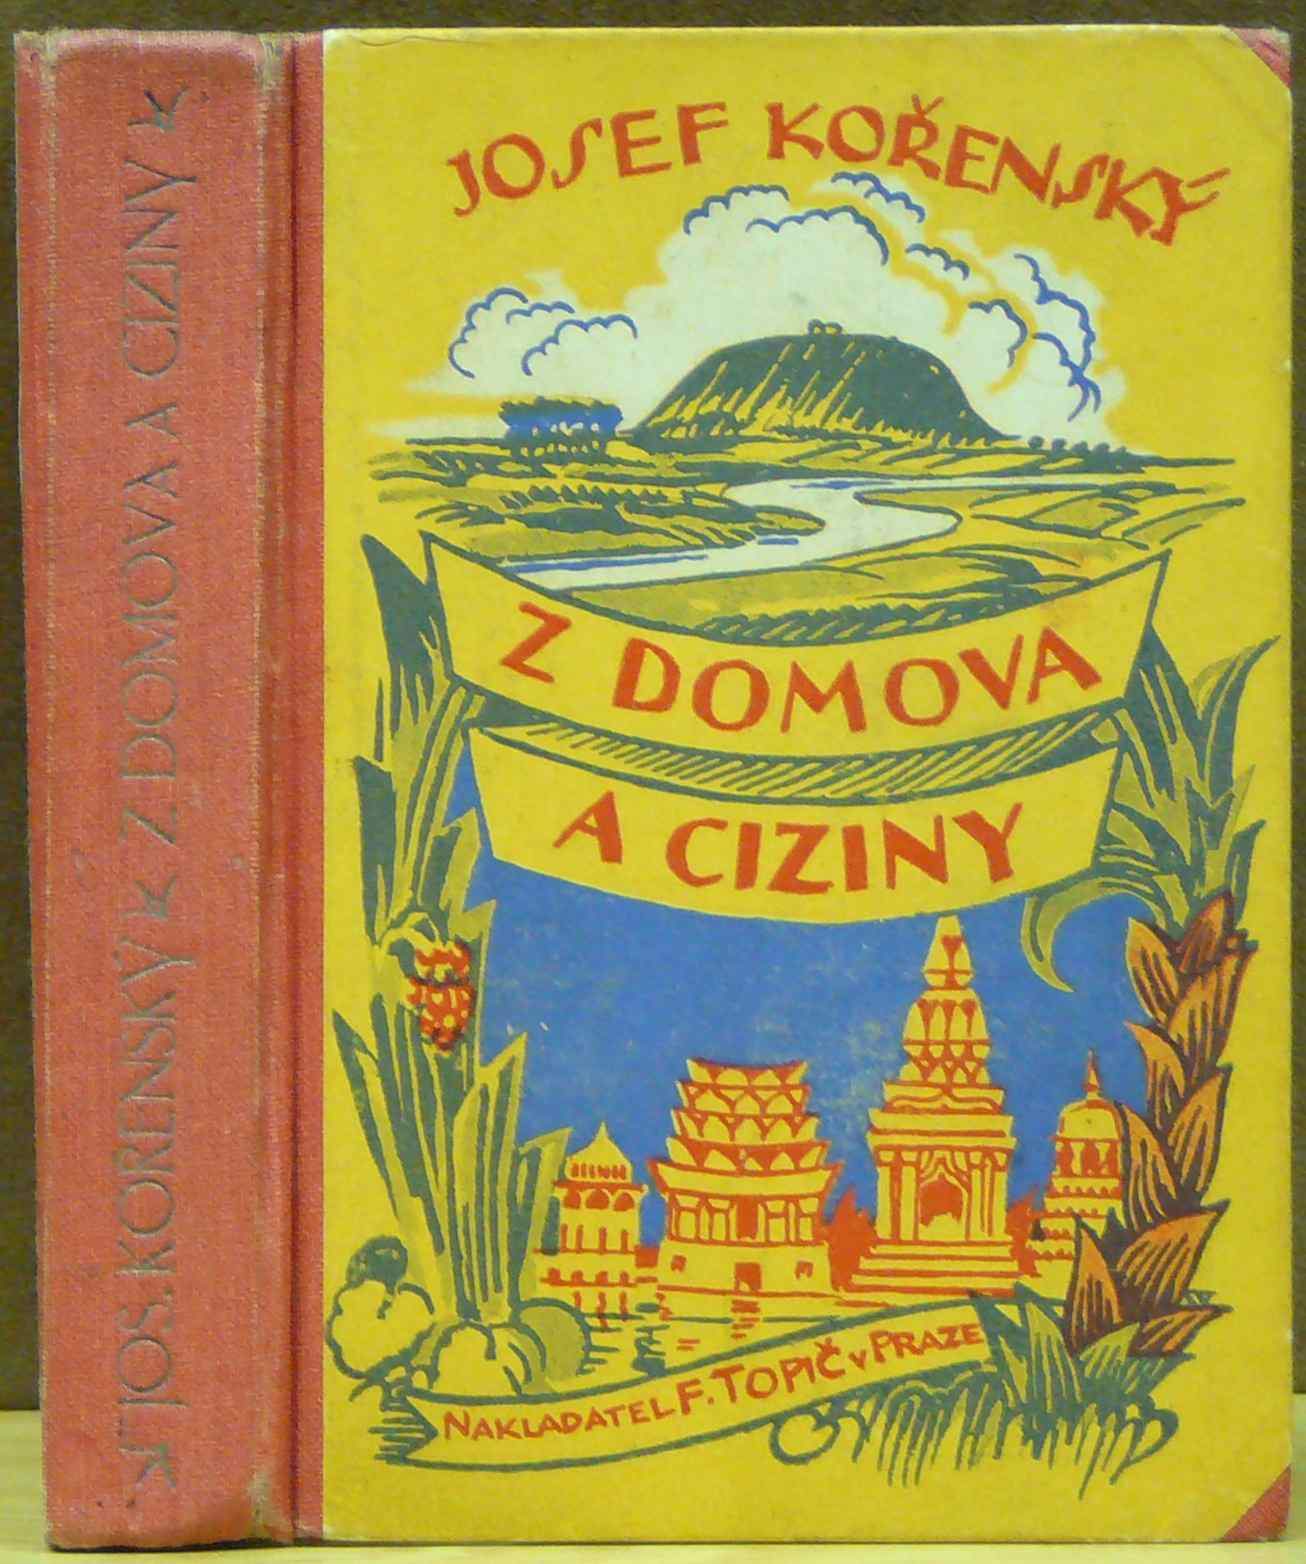 JOS. KOŘENSKÝ Z DOMOVA A CIZINY
JOSEF KOŘENSKÝ
Z DOMOVA
A CIZINY
NAKLADATEL F. TOPIČ V PRAZE